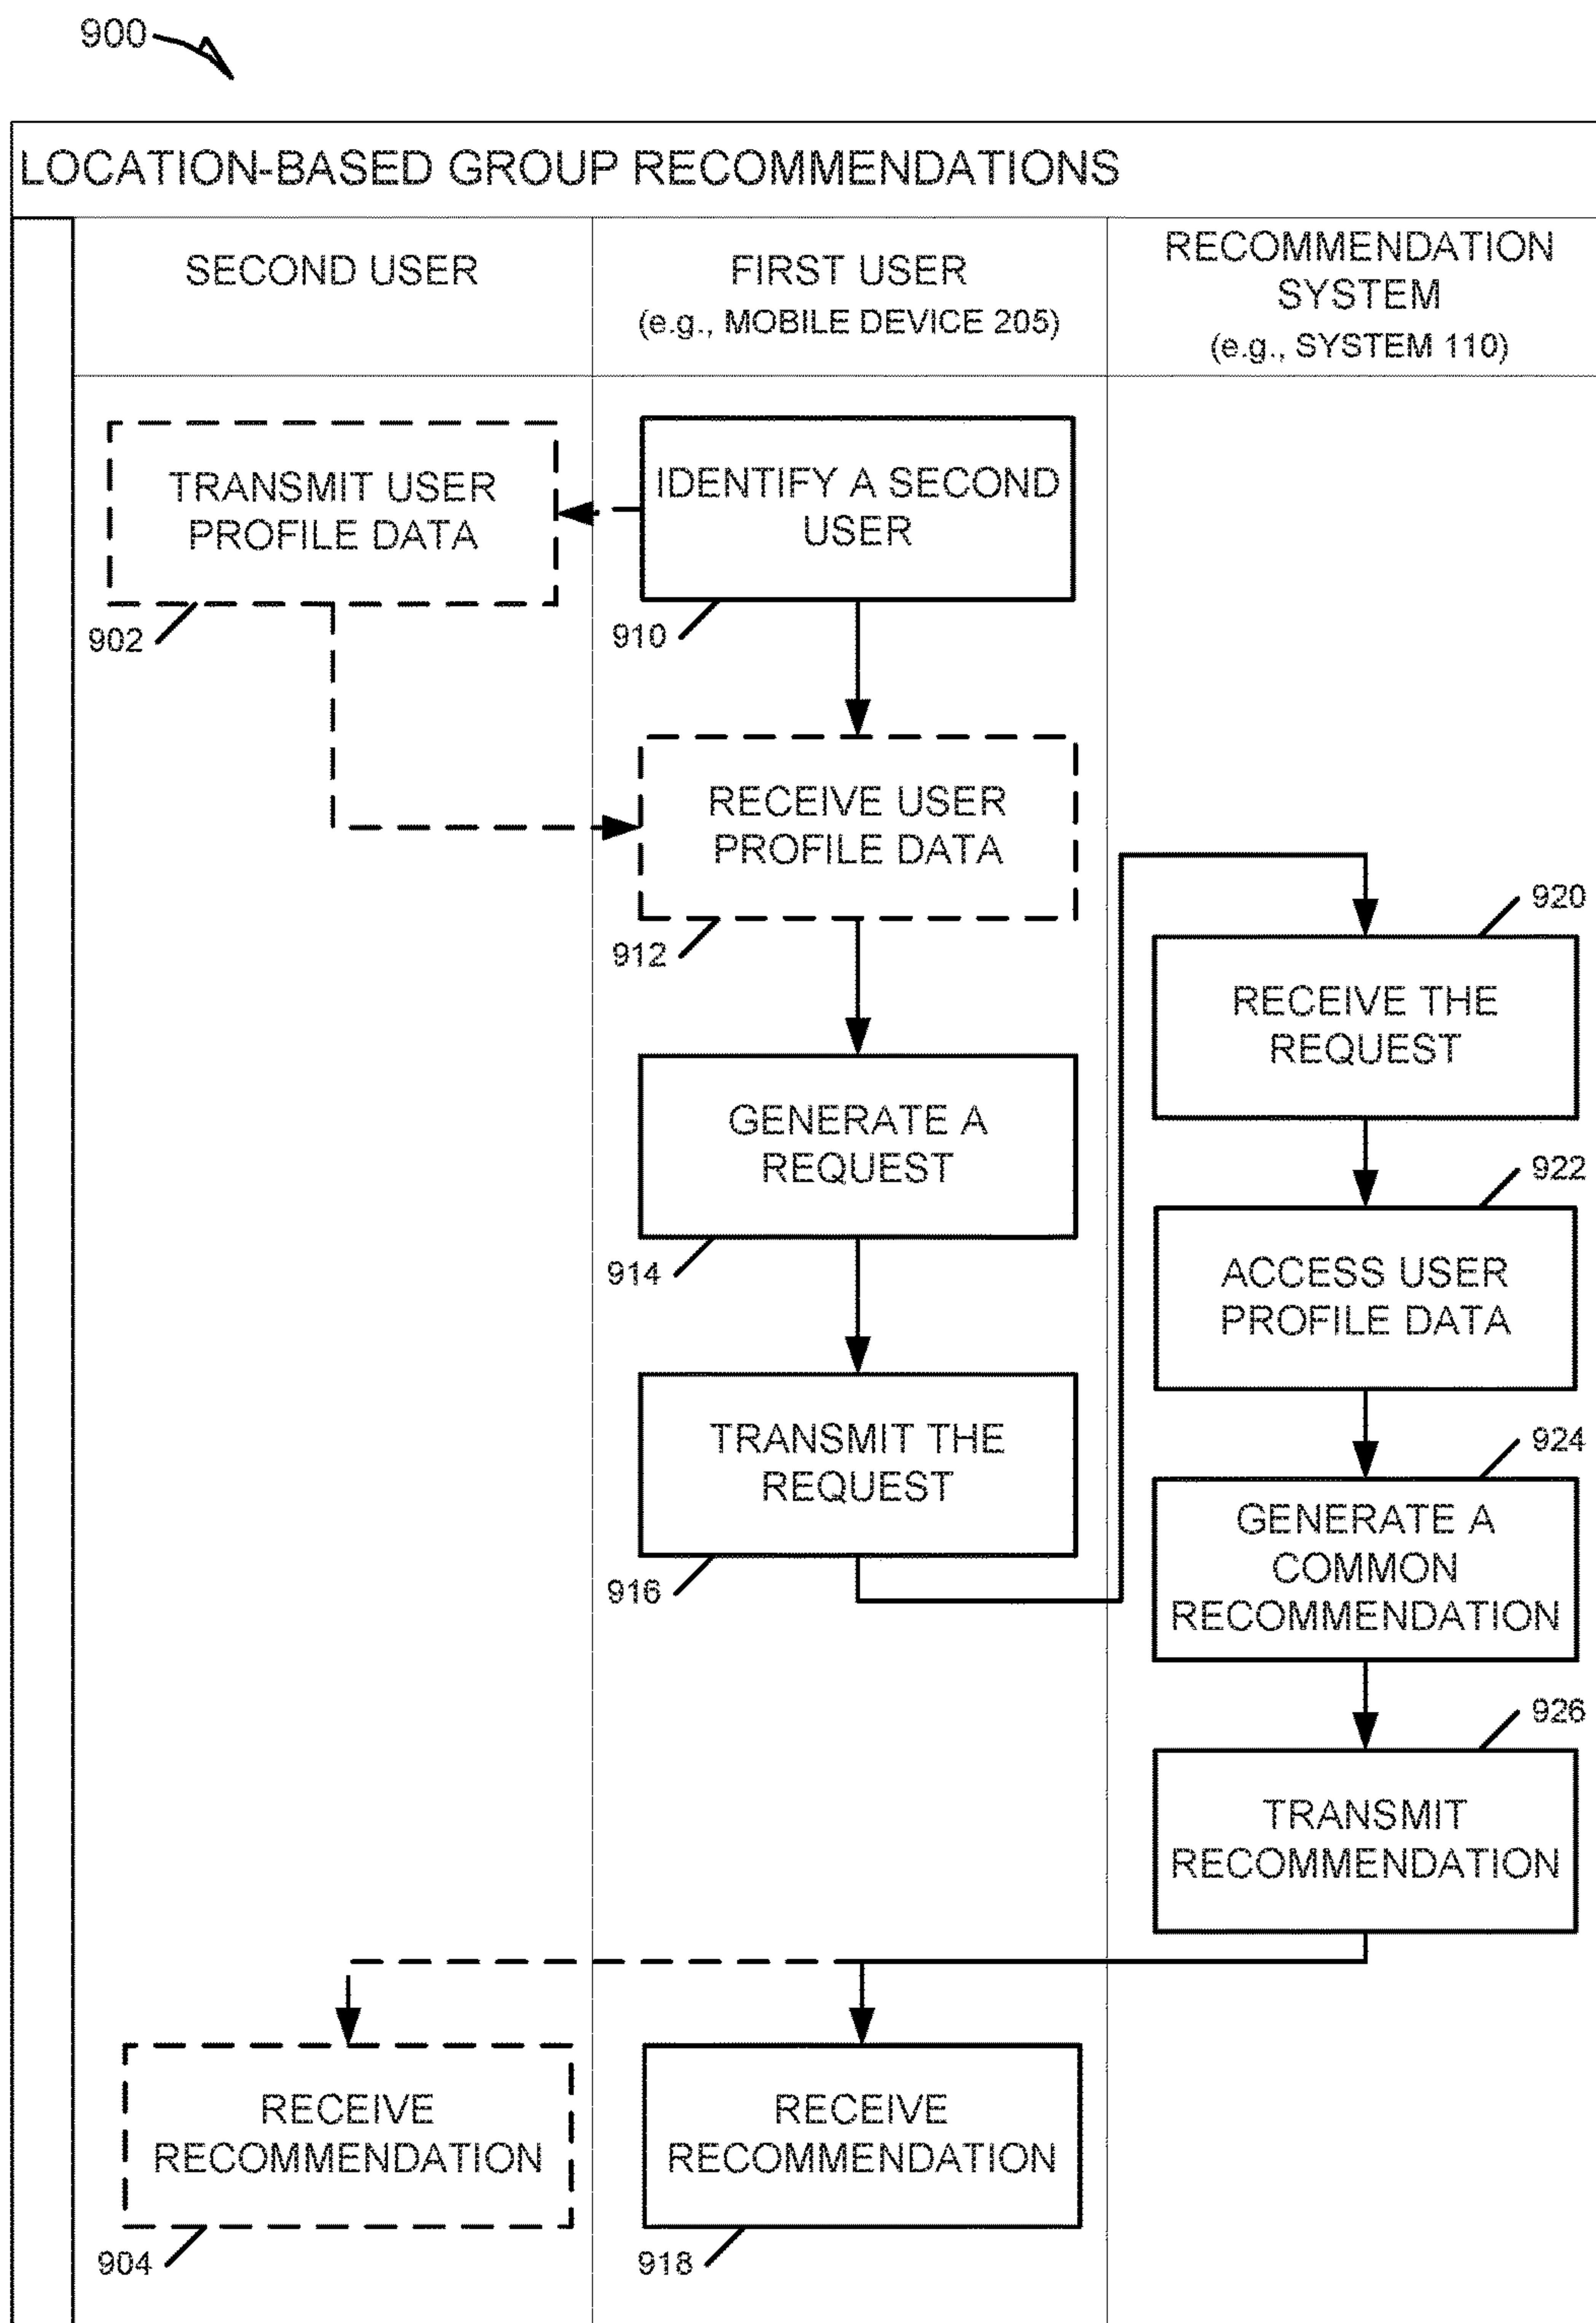 900
LOCATION-BASED GROUP RECOMMENDATIONS
SECOND USER
FIRST USER
(e.g., MOBILE DEVICE 205)
RECOMMENDATION
SYSTEM
(e.g., SYSTEM 110)
TRANSMIT USER
PROFILE DATA
902
IDENTIFY A SECOND
USER
910
RECEIVE USER
PROFILE DATA
912
GENERATE A
REQUEST
914
TRANSMIT THE
REQUEST
916
920
RECEIVE THE
REQUEST
922
ACCESS USER
PROFILE DATA
924
GENERATE A
COMMON
RECOMMENDATION
926
TRANSMIT
RECOMMENDATION
RECEIVE
RECOMMENDATION
904
RECEIVE
RECOMMENDATION
918